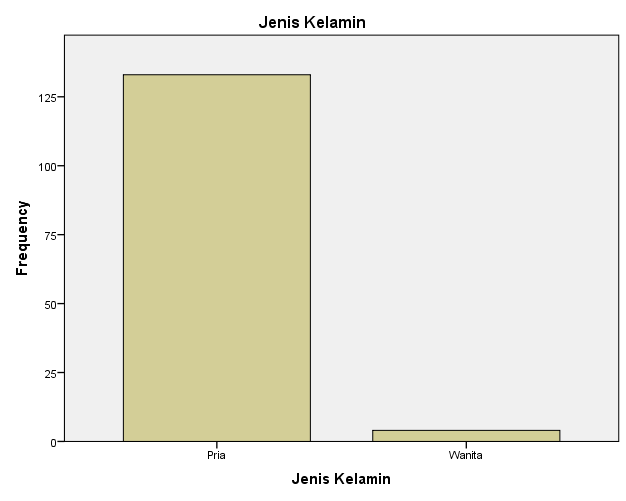 Jenis Kelamin
Frequency
125
100
75
50
25
0
Pria
Wanita
Jenis Kelamin